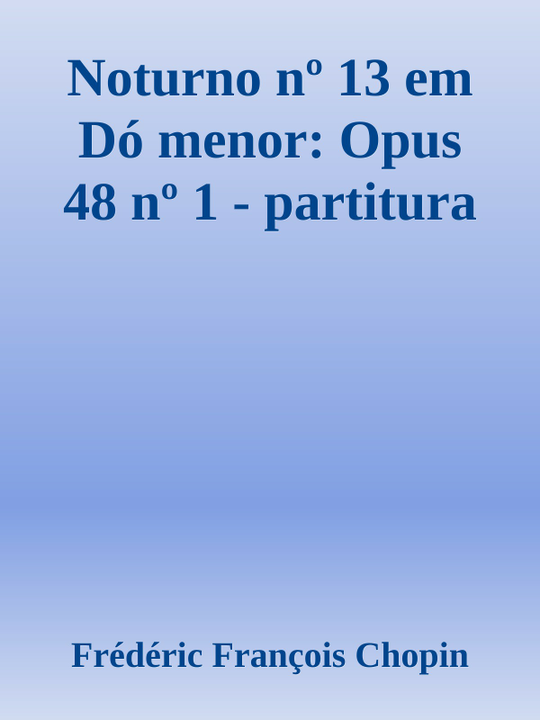 Noturno nº 13 em
Dó menor: Opus
48 nº 1 - partitura
Frédéric François Chopin